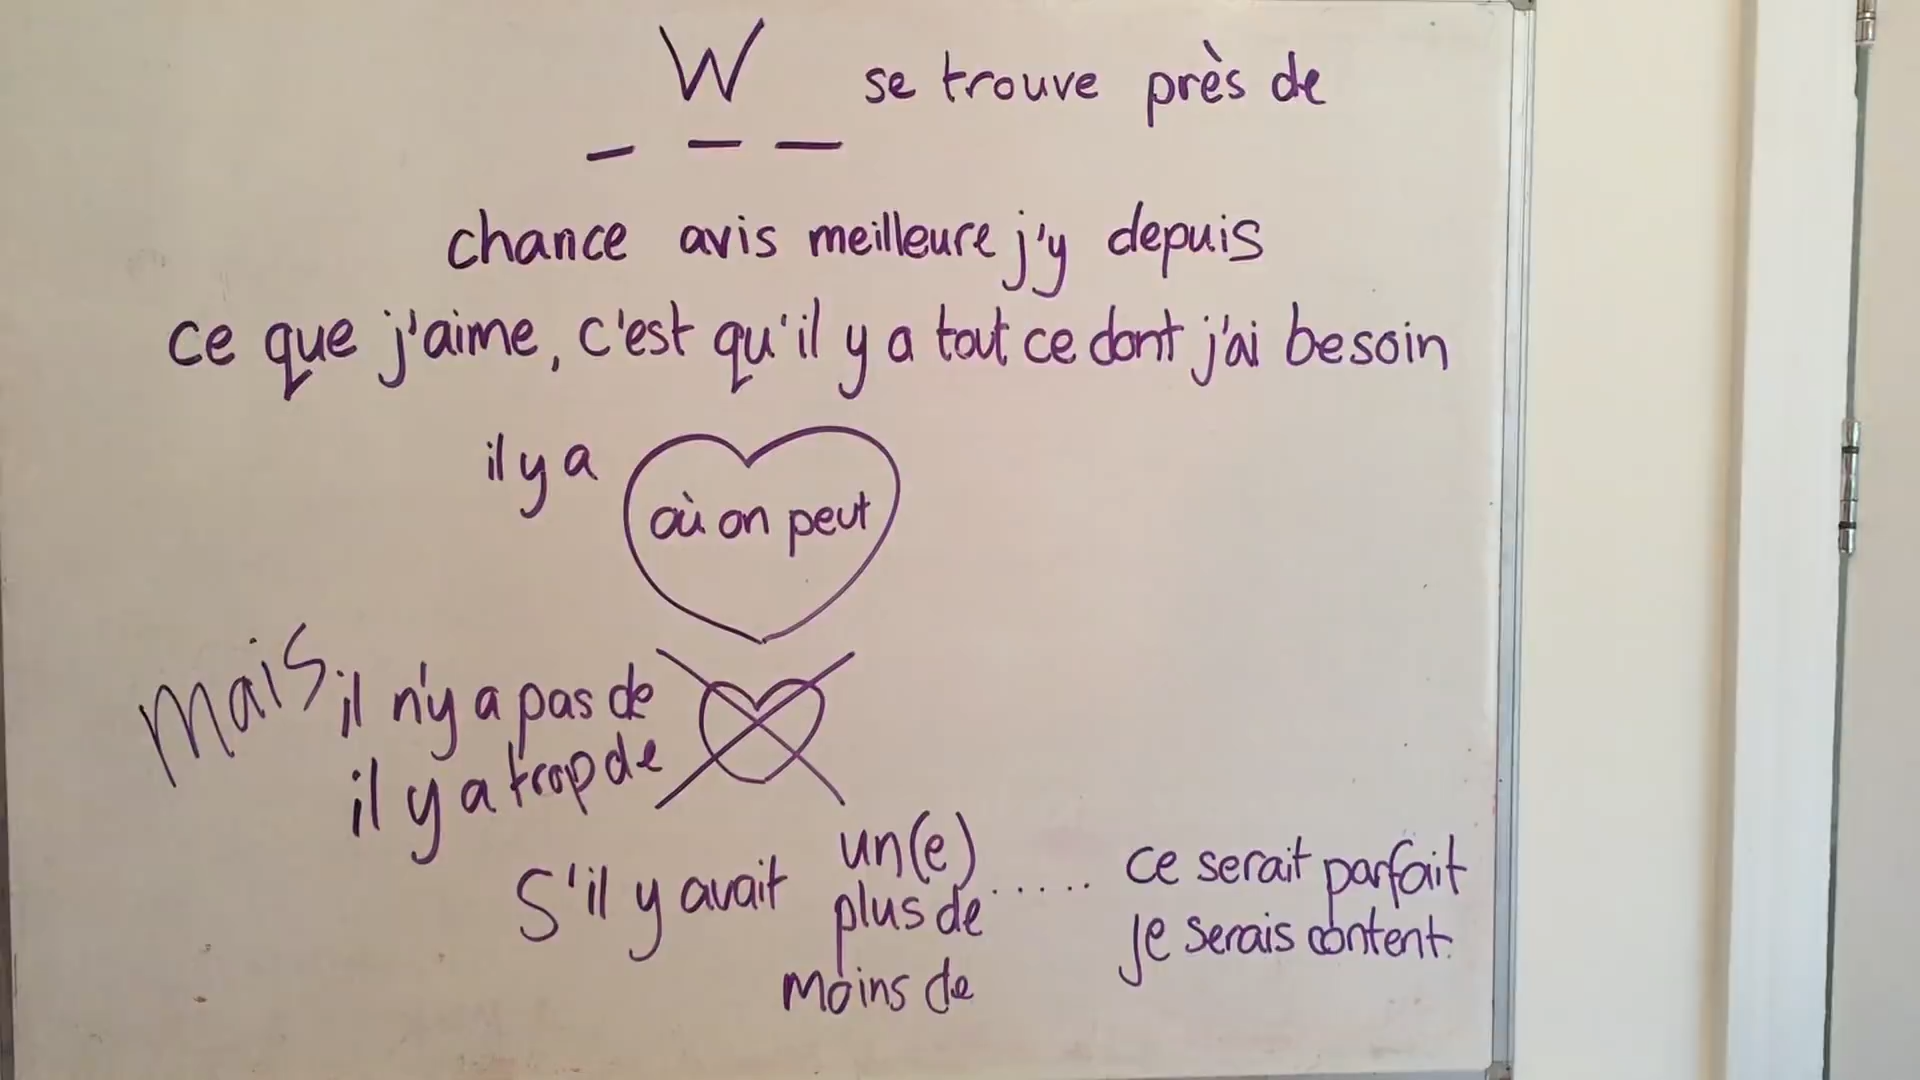 W se trouve près de
_ _ _
chance avis meilleure j'y depuis
ce que j'aime, c'est qu'il y a tout ce dont j'ai besoin
il y a où on peut
mais il n'y a pas de
il y a trop de
S'il y avait un(e) ..... ce serait parfait
plus de je serais content.
moins de